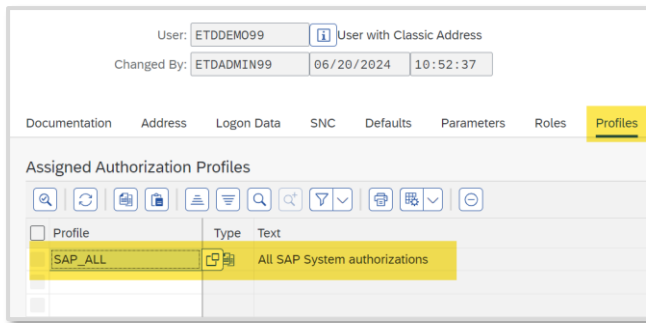 User: ETDDEMO99 User with Classic Address
Changed By: ETDADMIN99 06/20/2024 10:52:37
Documentation Address Logon Data SNC Defaults Parameters Roles Profiles
Assigned Authorization Profiles
Profile Type Text
SAP_ALL All SAP System authorizations